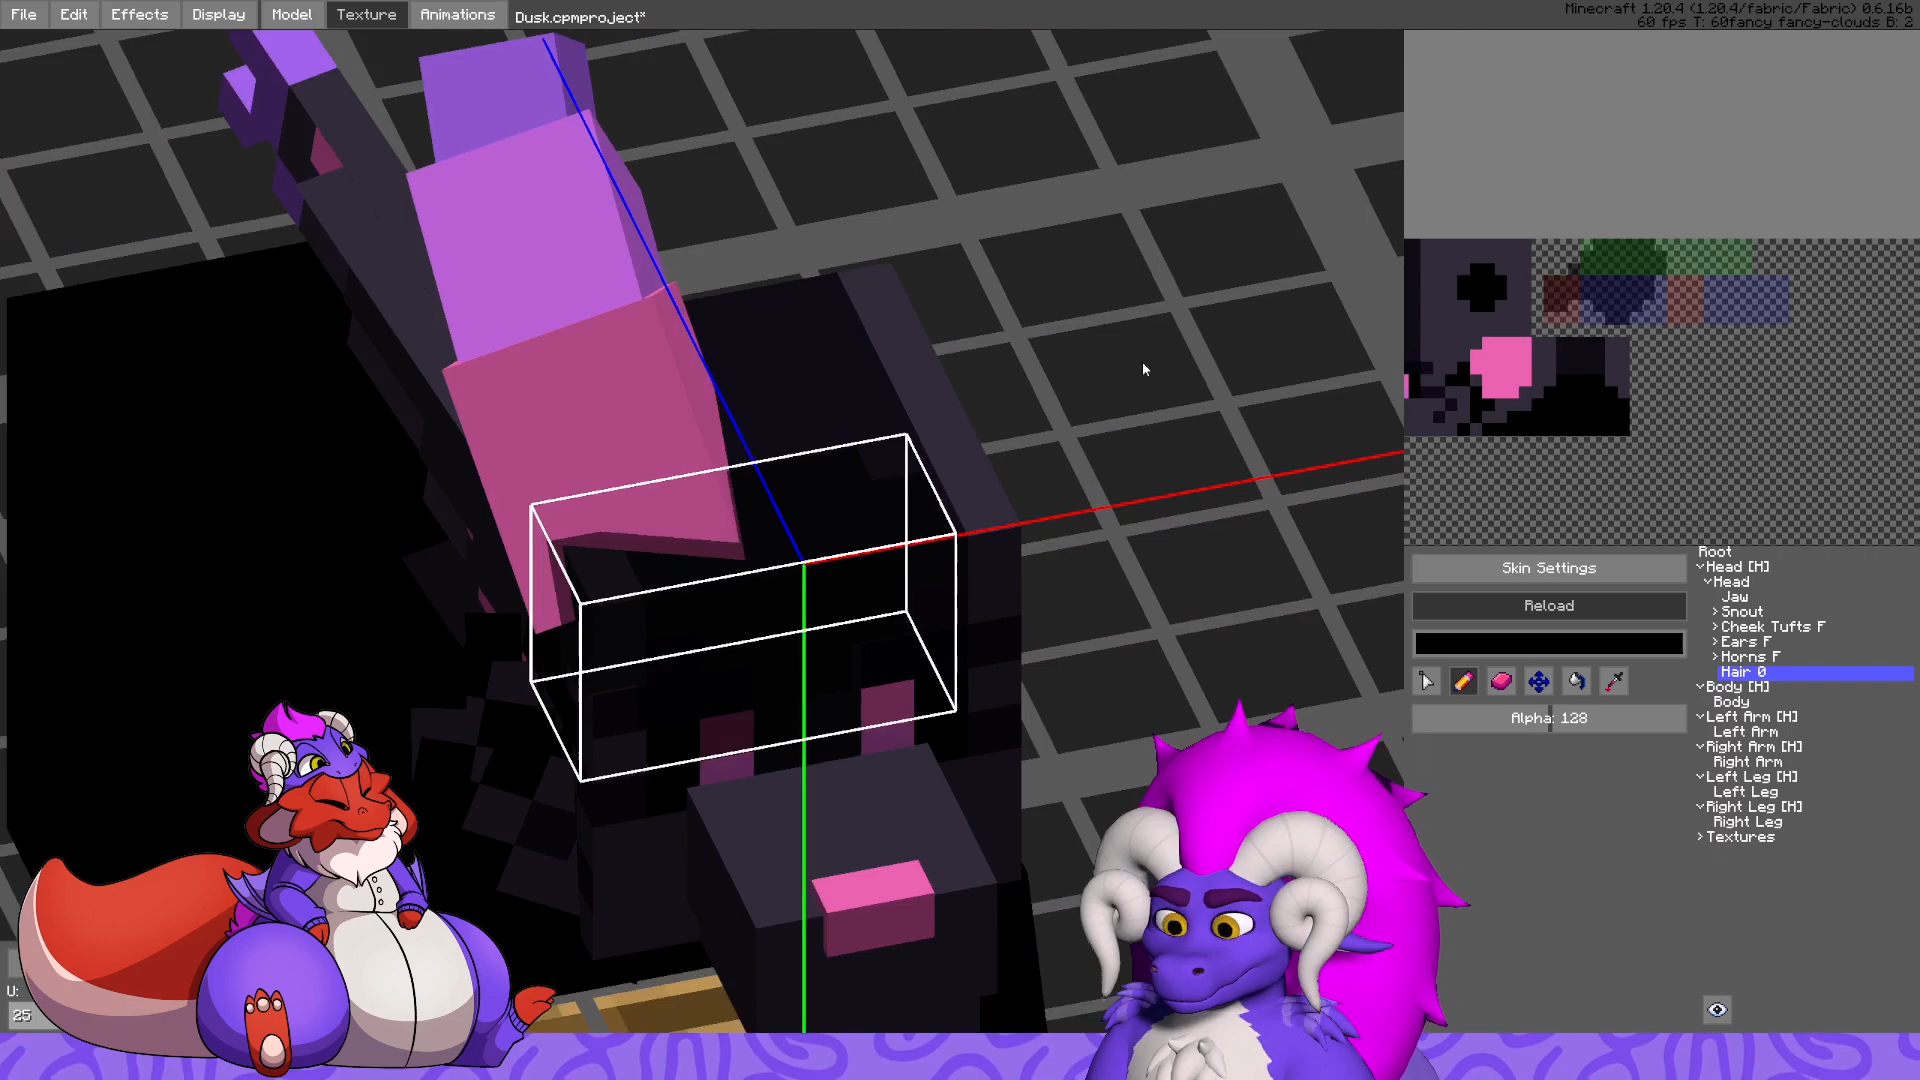 File Edit Effects Display Model Texture Animations Dusk.cpmproject*
Minecraft 1.20.4 (1.20.4/fabric/Fabric) 0.6.16b
60 fps T: 60fancy fancy-clouds B: 2
Skin Settings
Reload
Alpha: 128
Root
Head [H]
Head
Jaw
Snout
Cheek Tufts F
Ears F
Horns F
Hair 0
Body [H]
Body
Left Arm [H]
Left Arm
Right Arm [H]
Right Arm
Left Leg [H]
Left Leg
Right Leg [H]
Right Leg
Textures
U:
25